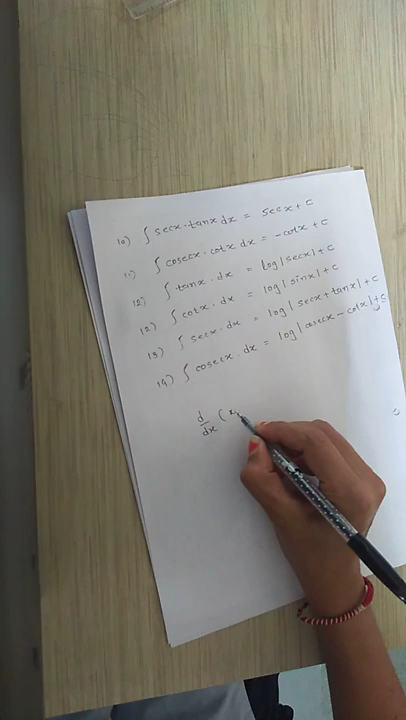 10) ∫ secx·tanx dx = secx + c
11) ∫ cosecx·cotx dx = -cotx + c
12) ∫ tanx·dx = log|secx| + c
12) ∫ cotx·dx = log|sinx| + c
13) ∫ secx·dx = log|secx + tanx| + c
14) ∫ cosecx·dx = log|cosecx - cotx| + c
d/dx (x